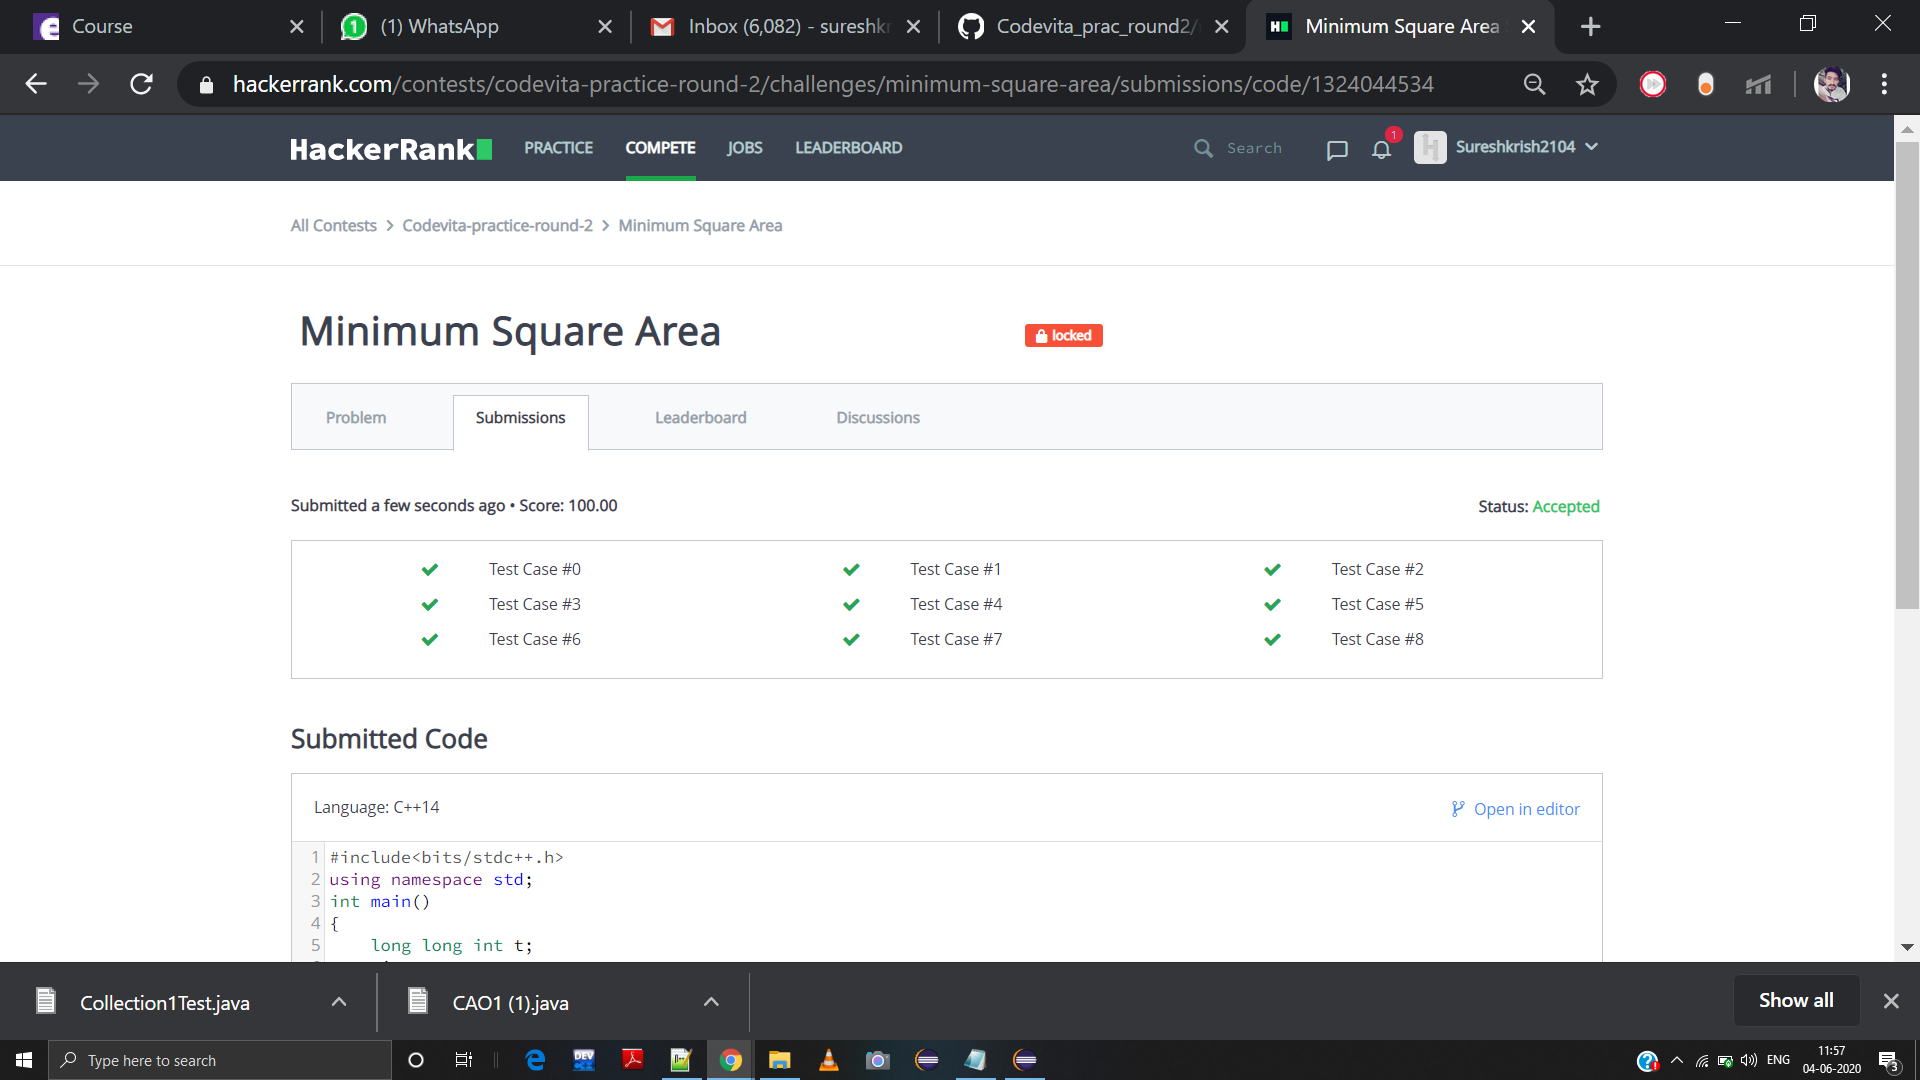 Course
(1) WhatsApp
Inbox (6,082) - sureshkr
Codevita_prac_round2/
Minimum Square Area
hackerrank.com/contests/codevita-practice-round-2/challenges/minimum-square-area/submissions/code/1324044534
HackerRank
PRACTICE
COMPETE
JOBS
LEADERBOARD
Search
1
Sureshkrish2104
All Contests > Codevita-practice-round-2 > Minimum Square Area
Minimum Square Area
locked
Problem
Submissions
Leaderboard
Discussions
Submitted a few seconds ago • Score: 100.00
Status: Accepted
Test Case #0
Test Case #1
Test Case #2
Test Case #3
Test Case #4
Test Case #5
Test Case #6
Test Case #7
Test Case #8
Submitted Code
Language: C++14
Open in editor
1 #include<bits/stdc++.h>
2 using namespace std;
3 int main()
4 {
5 long long int t;
Collection1Test.java
CAO1 (1).java
Show all
Type here to search
DEV
ENG
11:57
04-06-2020
3